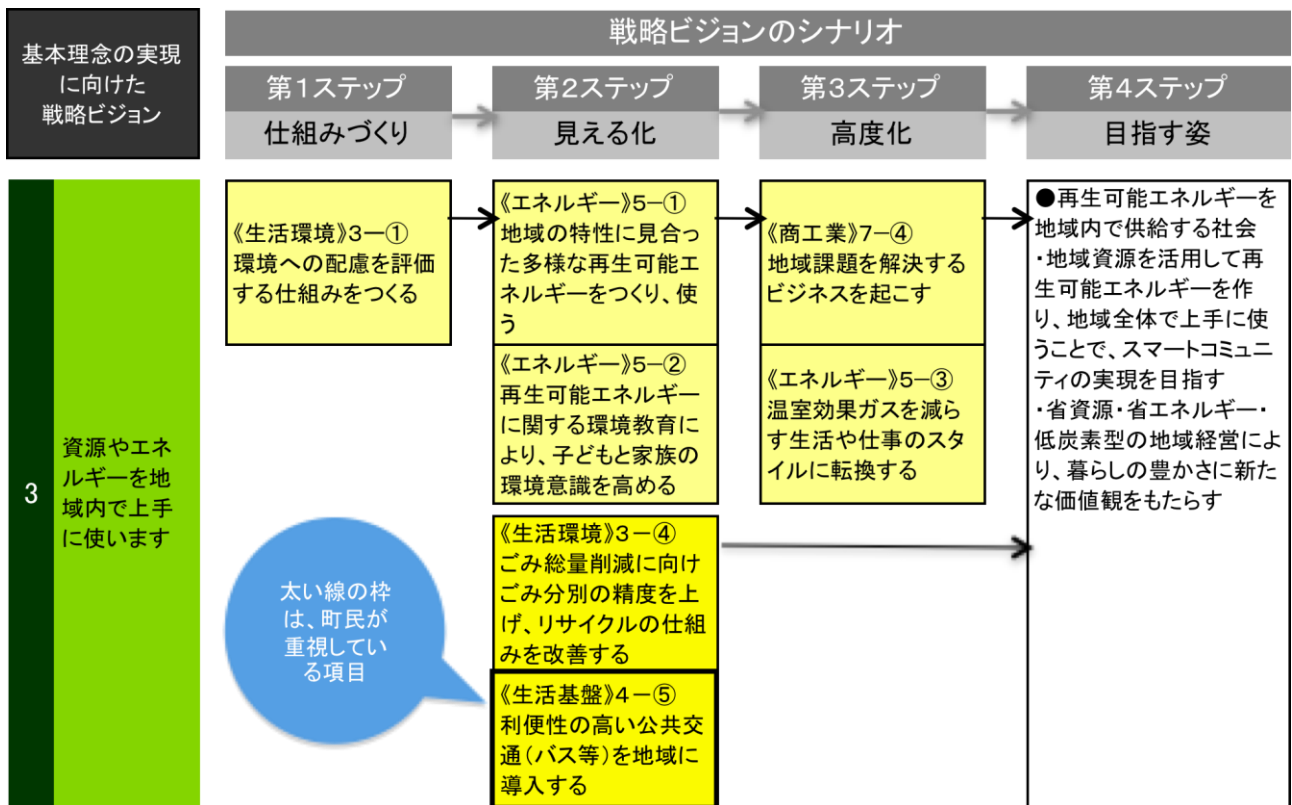 基本理念の実現
に向けた
戦略ビジョン
戦略ビジョンのシナリオ
第1ステップ
仕組みづくり
第2ステップ
見える化
第3ステップ
高度化
第4ステップ
目指す姿
3
資源やエネ
ルギーを地
域内で上手
に使います
《生活環境》3ー①
環境への配慮を評価
する仕組みをつくる
《エネルギー》5−①
地域の特性に見合っ
た多様な再生可能エ
ネルギーをつくり、使
う
《エネルギー》5−②
再生可能エネルギー
に関する環境教育によ
り、子どもと家族の
環境意識を高める
《生活環境》3−④
ごみ総量削減に向け
ごみ分別の精度を上
げ、リサイクルの仕組
みを改善する
《生活基盤》4−⑤
利便性の高い公共交
通(バス等)を地域に
導入する
《商工業》7−④
地域課題を解決する
ビジネスを起こす
《エネルギー》5−③
温室効果ガスを減ら
す生活や仕事のスタ
イルに転換する
●再生可能エネルギーを
地域内で供給する社会
・地域資源を活用して再
生可能エネルギーを作
り、地域全体で上手に使
うことで、スマートコミュニ
ティの実現を目指す
・省資源・省エネルギー・
低炭素型の地域経営によ
り、暮らしの豊かさに新た
な価値観をもたらす
太い線の枠
は、町民が
重視してい
る項目